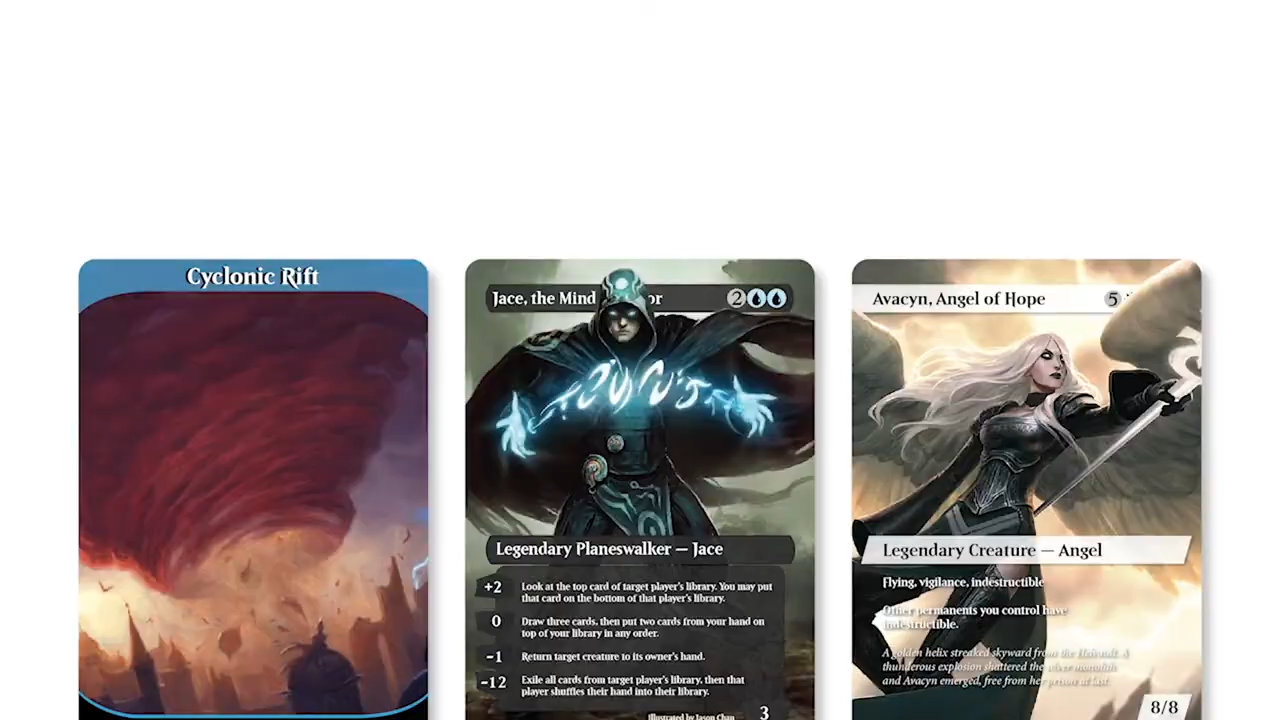 Cyclonic Rift
Jace, the Mind or
2
Legendary Planeswalker — Jace
+2 Look at the top card of target player's library. You may put
that card on the bottom of that player's library.
0 Draw three cards, then put two cards from your hand on
top of your library in any order.
−1 Return target creature to its owner's hand.
−12 Exile all cards from target player's library, then that
player shuffles their hand into their library.
Illustrated by Jason Chan
3
Avacyn, Angel of Hope 5
Legendary Creature — Angel
Flying, vigilance, indestructible
Other permanents you control have
indestructible.
A golden helix streaked skyward from the Helvault. A
thunderous explosion shattered the silver monolith
and Avacyn emerged, free from her prison at last.
8/8